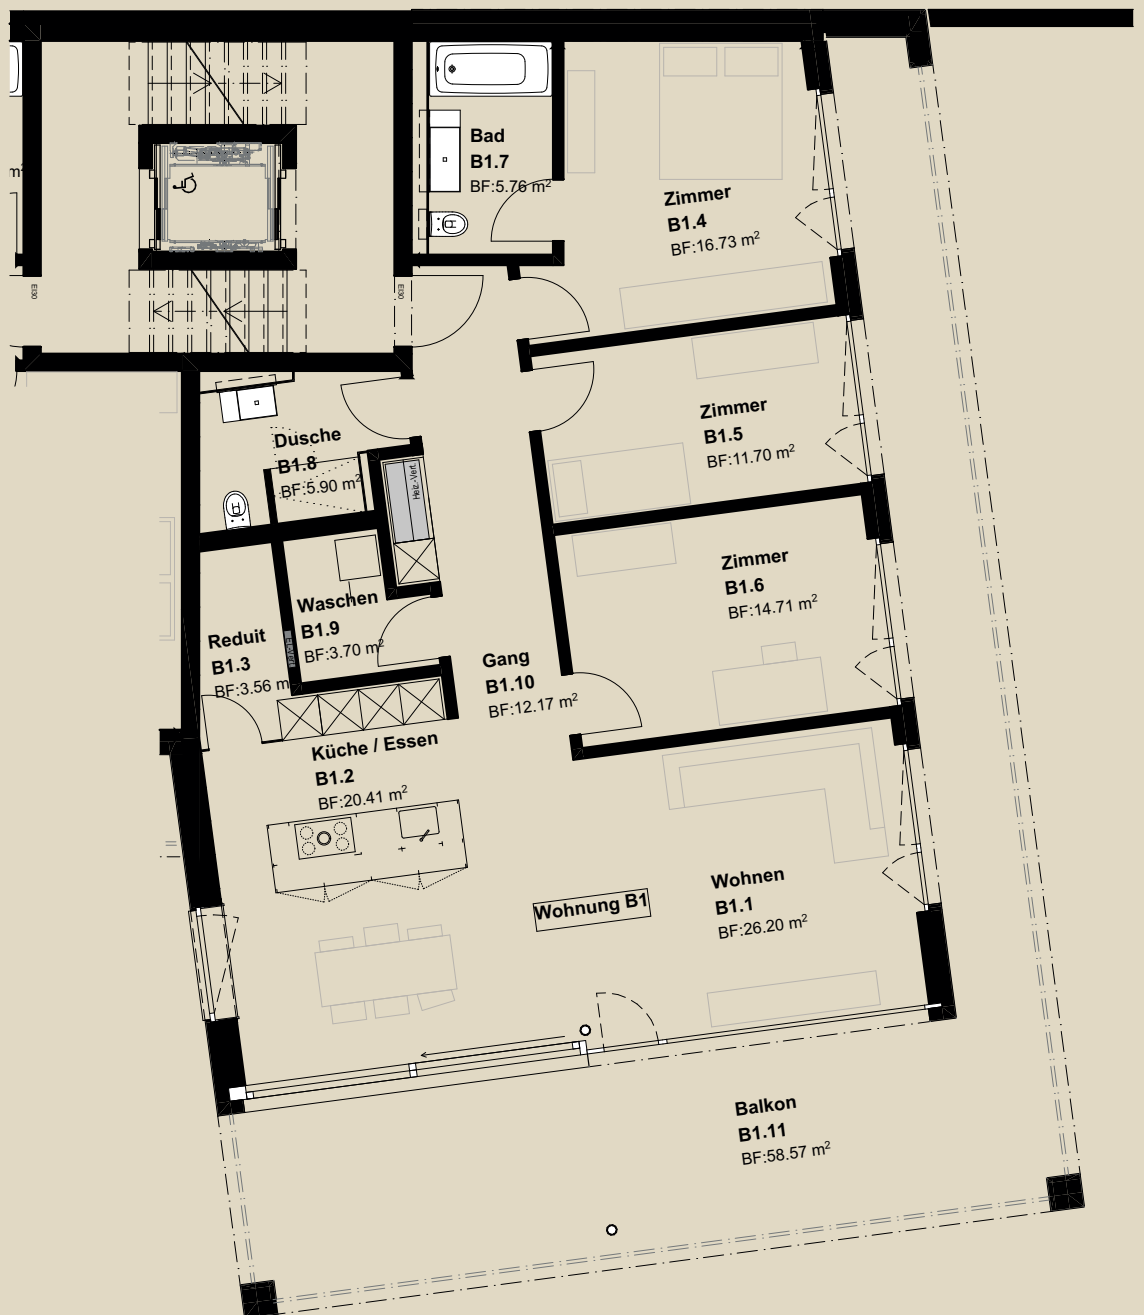 m²
Bad
B1.7
BF:5.76 m²
Zimmer
B1.4
BF:16.73 m²
EI30
EI30
Zimmer
B1.5
BF:11.70 m²
Dusche
B1.8
BF:5.90 m²
Heiz.-Vert.
Zimmer
B1.6
BF:14.71 m²
Waschen
B1.9
BF:3.70 m²
Reduit
B1.3
BF:3.56 m
Gang
B1.10
BF:12.17 m²
Küche / Essen
B1.2
BF:20.41 m²
Wohnen
B1.1
BF:26.20 m²
Wohnung B1
Balkon
B1.11
BF:58.57 m²